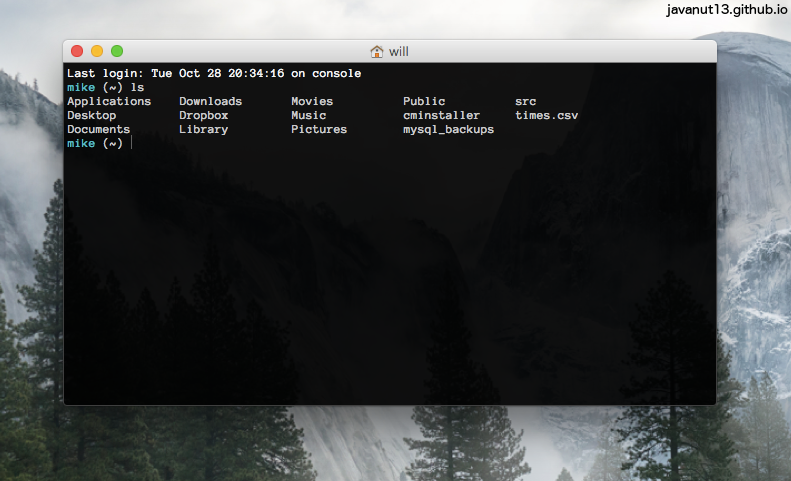 javanut13.github.io
will
Last login: Tue Oct 28 20:34:16 on console
mike (~) ls
Applications Downloads Movies Public src
Desktop Dropbox Music cminstaller times.csv
Documents Library Pictures mysql_backups
mike (~)